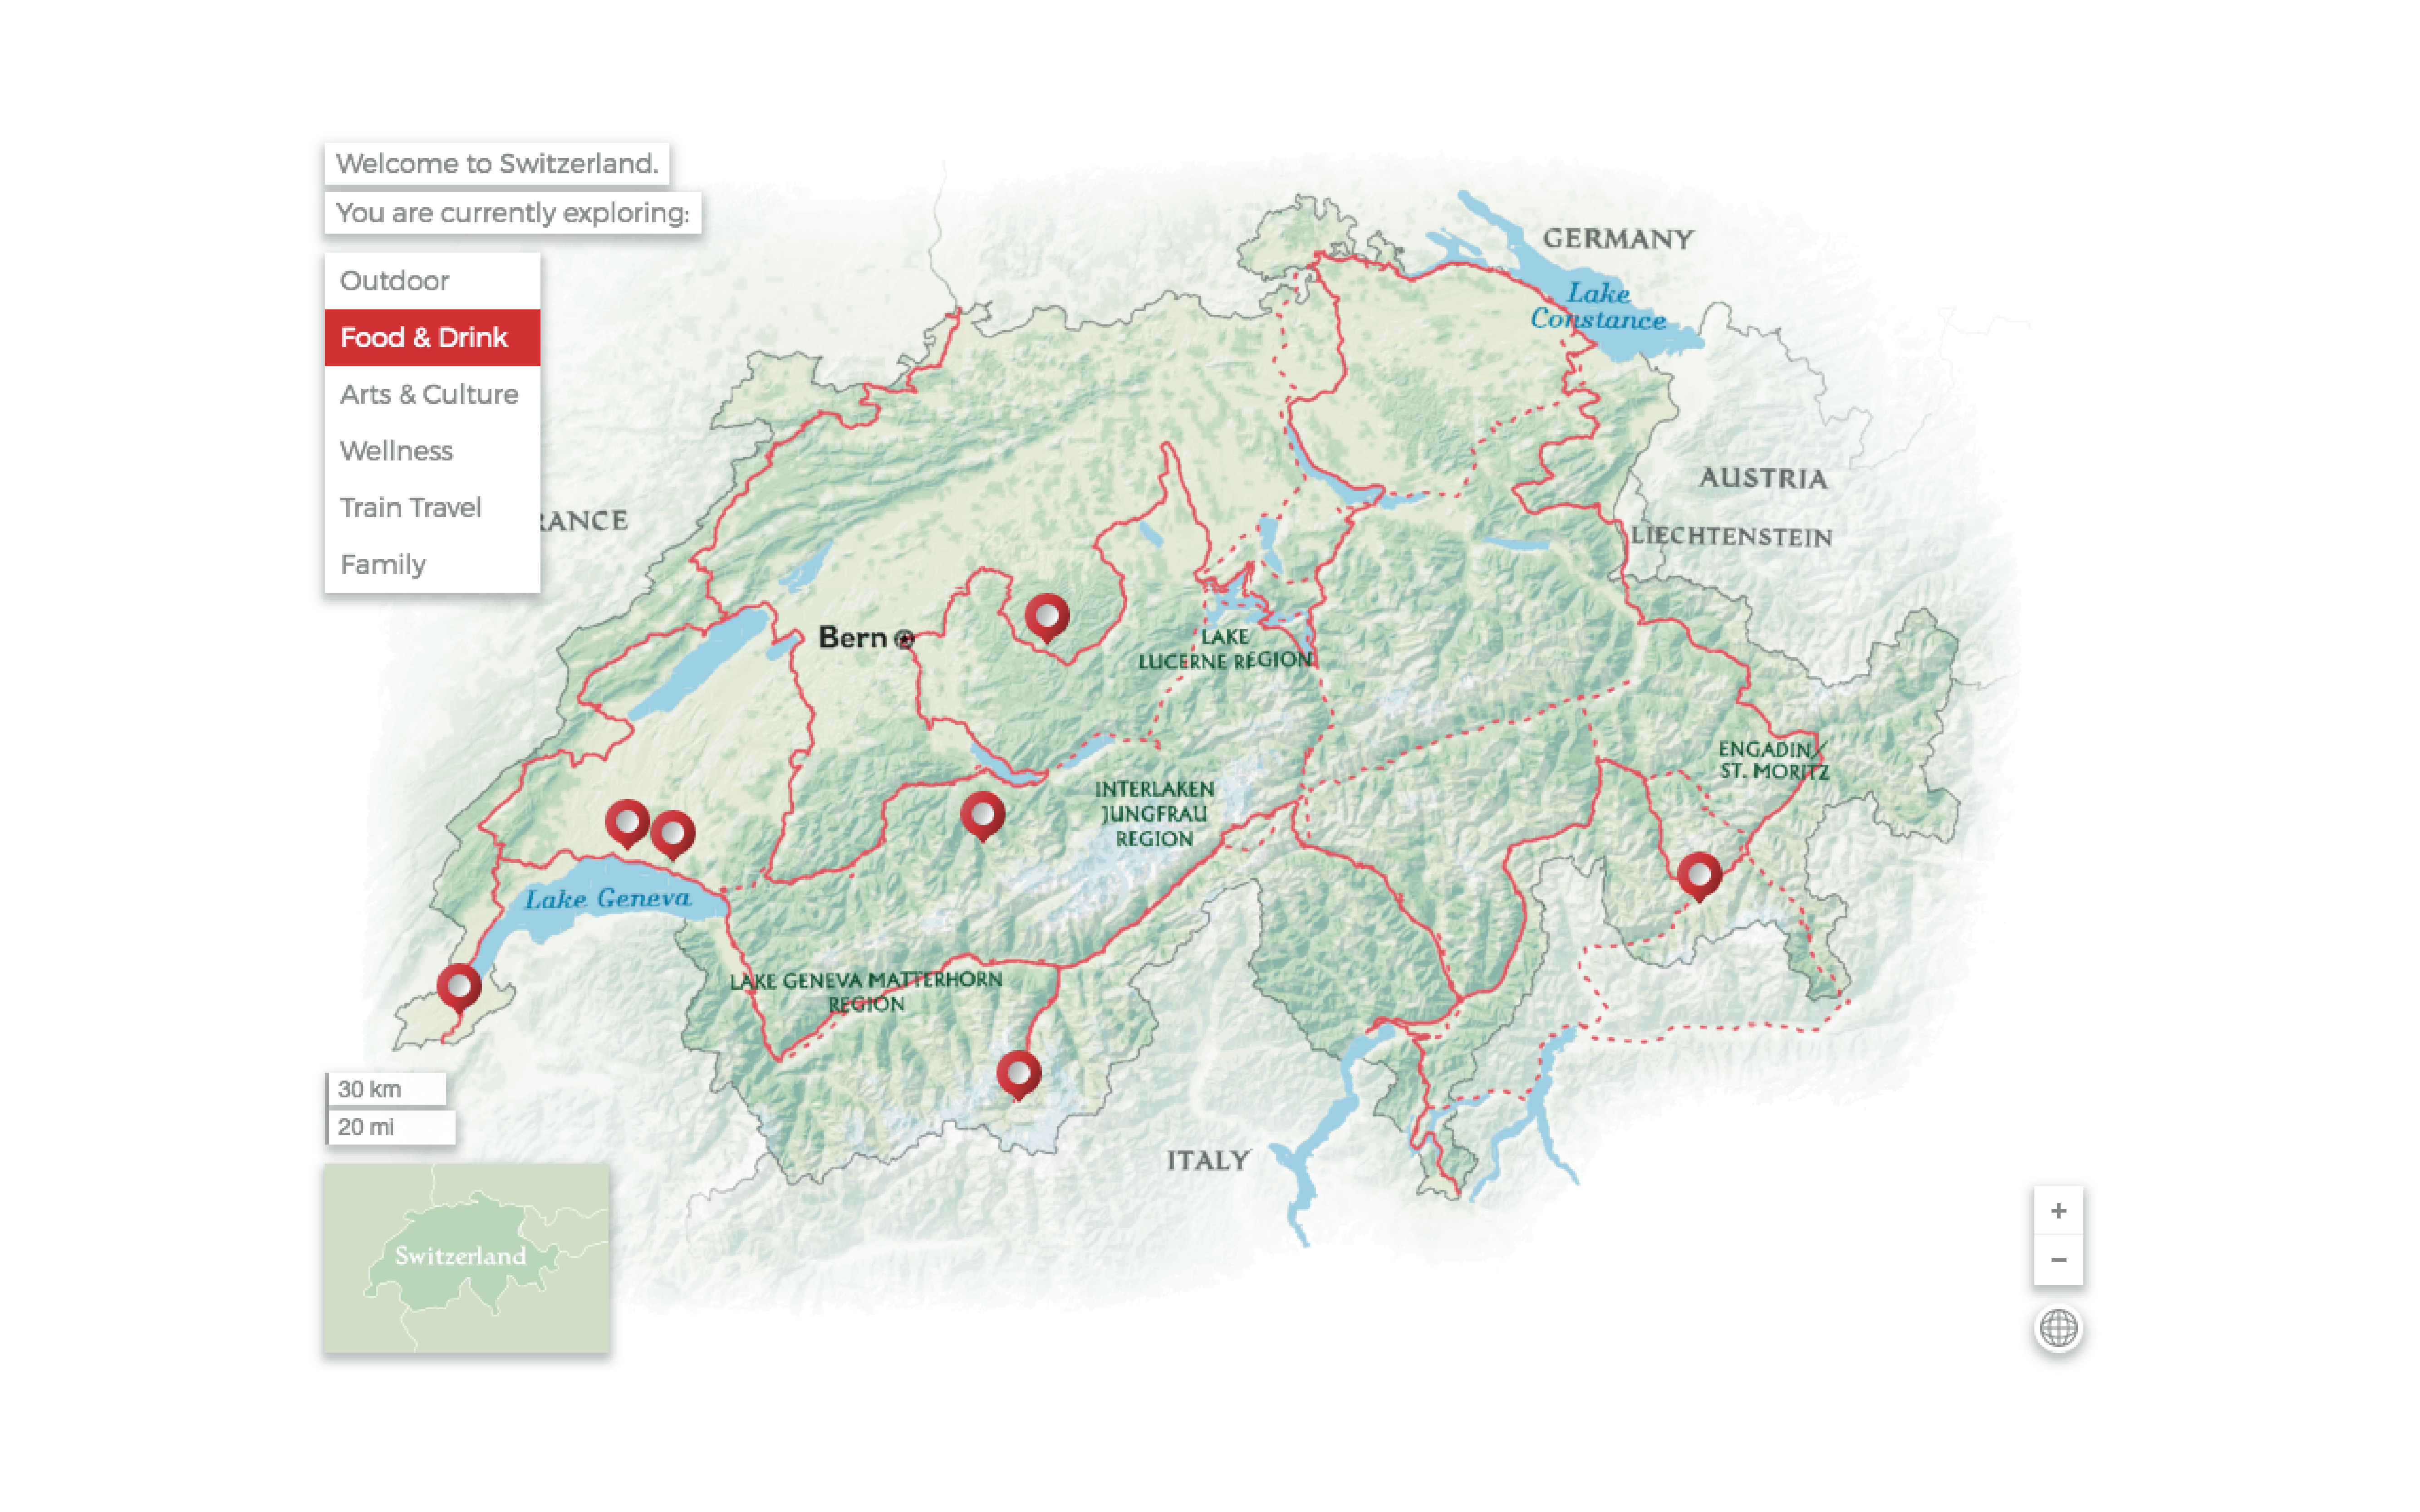 Welcome to Switzerland.
You are currently exploring:
Outdoor
Food & Drink
Arts & Culture
Wellness
Train Travel
Family
GERMANY
Lake
Constance
AUSTRIA
LIECHTENSTEIN
RANCE
Bern
LAKE
LUCERNE REGION
ENGADIN/
ST. MORITZ
INTERLAKEN
JUNGFRAU
REGION
Lake Geneva
LAKE GENEVA MATTERHORN
REGION
ITALY
30 km
20 mi
Switzerland
+
−